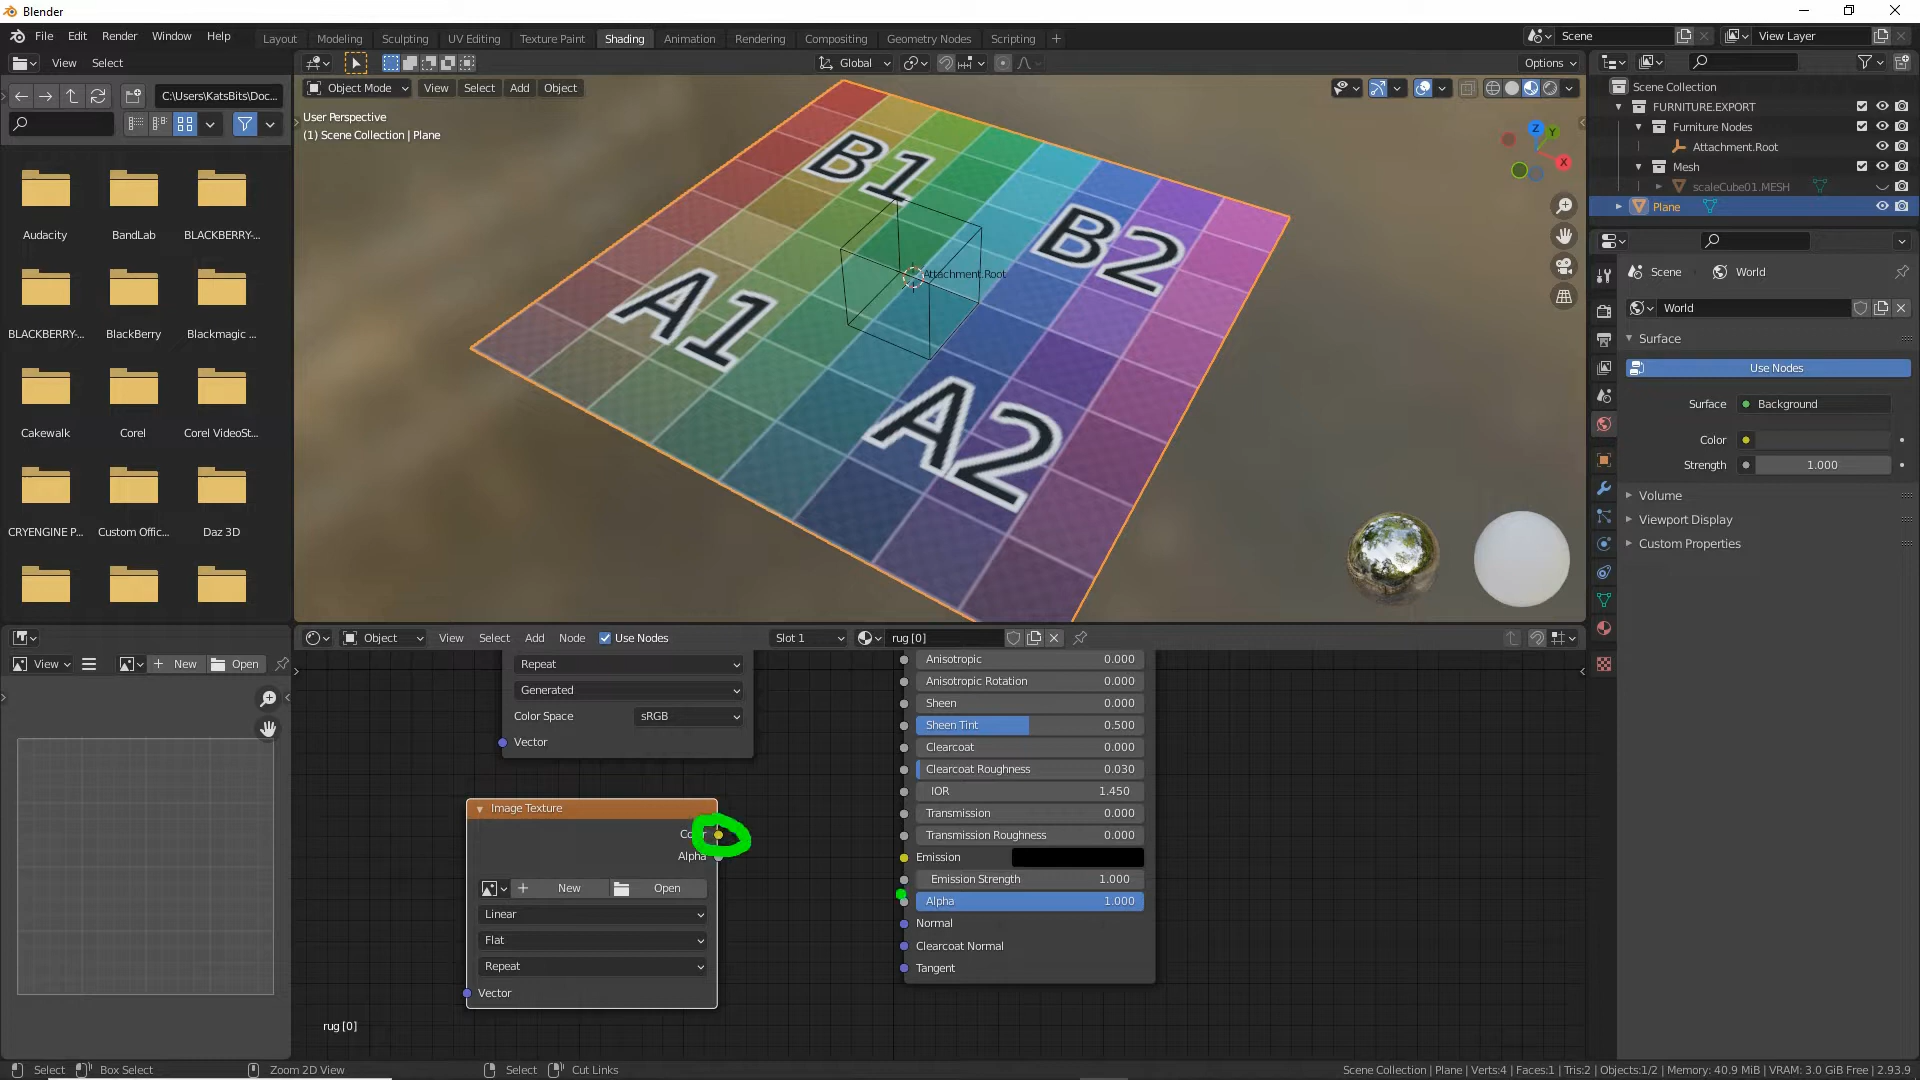 Blender
File Edit Render Window Help
Layout Modeling Sculpting UV Editing Texture Paint Shading Animation Rendering Compositing Geometry Nodes Scripting
Scene View Layer
View Select
Global Options
C:\Users\KatsBits\Doc...
Object Mode View Select Add Object
User Perspective
(1) Scene Collection | Plane
Scene Collection
FURNITURE.EXPORT
Furniture Nodes
Attachment.Root
Mesh
scaleCube01.MESH
Plane
Audacity BandLab BLACKBERRY-...
BLACKBERRY-... BlackBerry Blackmagic ...
Cakewalk Corel Corel VideoSt...
CRYENGINE P... Custom Offic... Daz 3D
B1
B2
A1
A2
Attachment.Root
Z
Y
X
Scene World
World
Surface
Use Nodes
Surface Background
Color
Strength 1.000
Volume
Viewport Display
Custom Properties
Object View Select Add Node Use Nodes Slot 1 rug [0]
View New Open
Repeat
Generated
Color Space sRGB
Vector
Image Texture
Color
Alpha
New Open
Linear
Flat
Repeat
Vector
Anisotropic 0.000
Anisotropic Rotation 0.000
Sheen 0.000
Sheen Tint 0.500
Clearcoat 0.000
Clearcoat Roughness 0.030
IOR 1.450
Transmission 0.000
Transmission Roughness 0.000
Emission
Emission Strength 1.000
Alpha 1.000
Normal
Clearcoat Normal
Tangent
rug [0]
Select Box Select Zoom 2D View Select Cut Links
Scene Collection | Plane | Verts:4 | Faces:1 | Tris:2 | Objects:1/2 | Memory: 40.9 MiB | VRAM: 3.0 GiB Free | 2.93.9